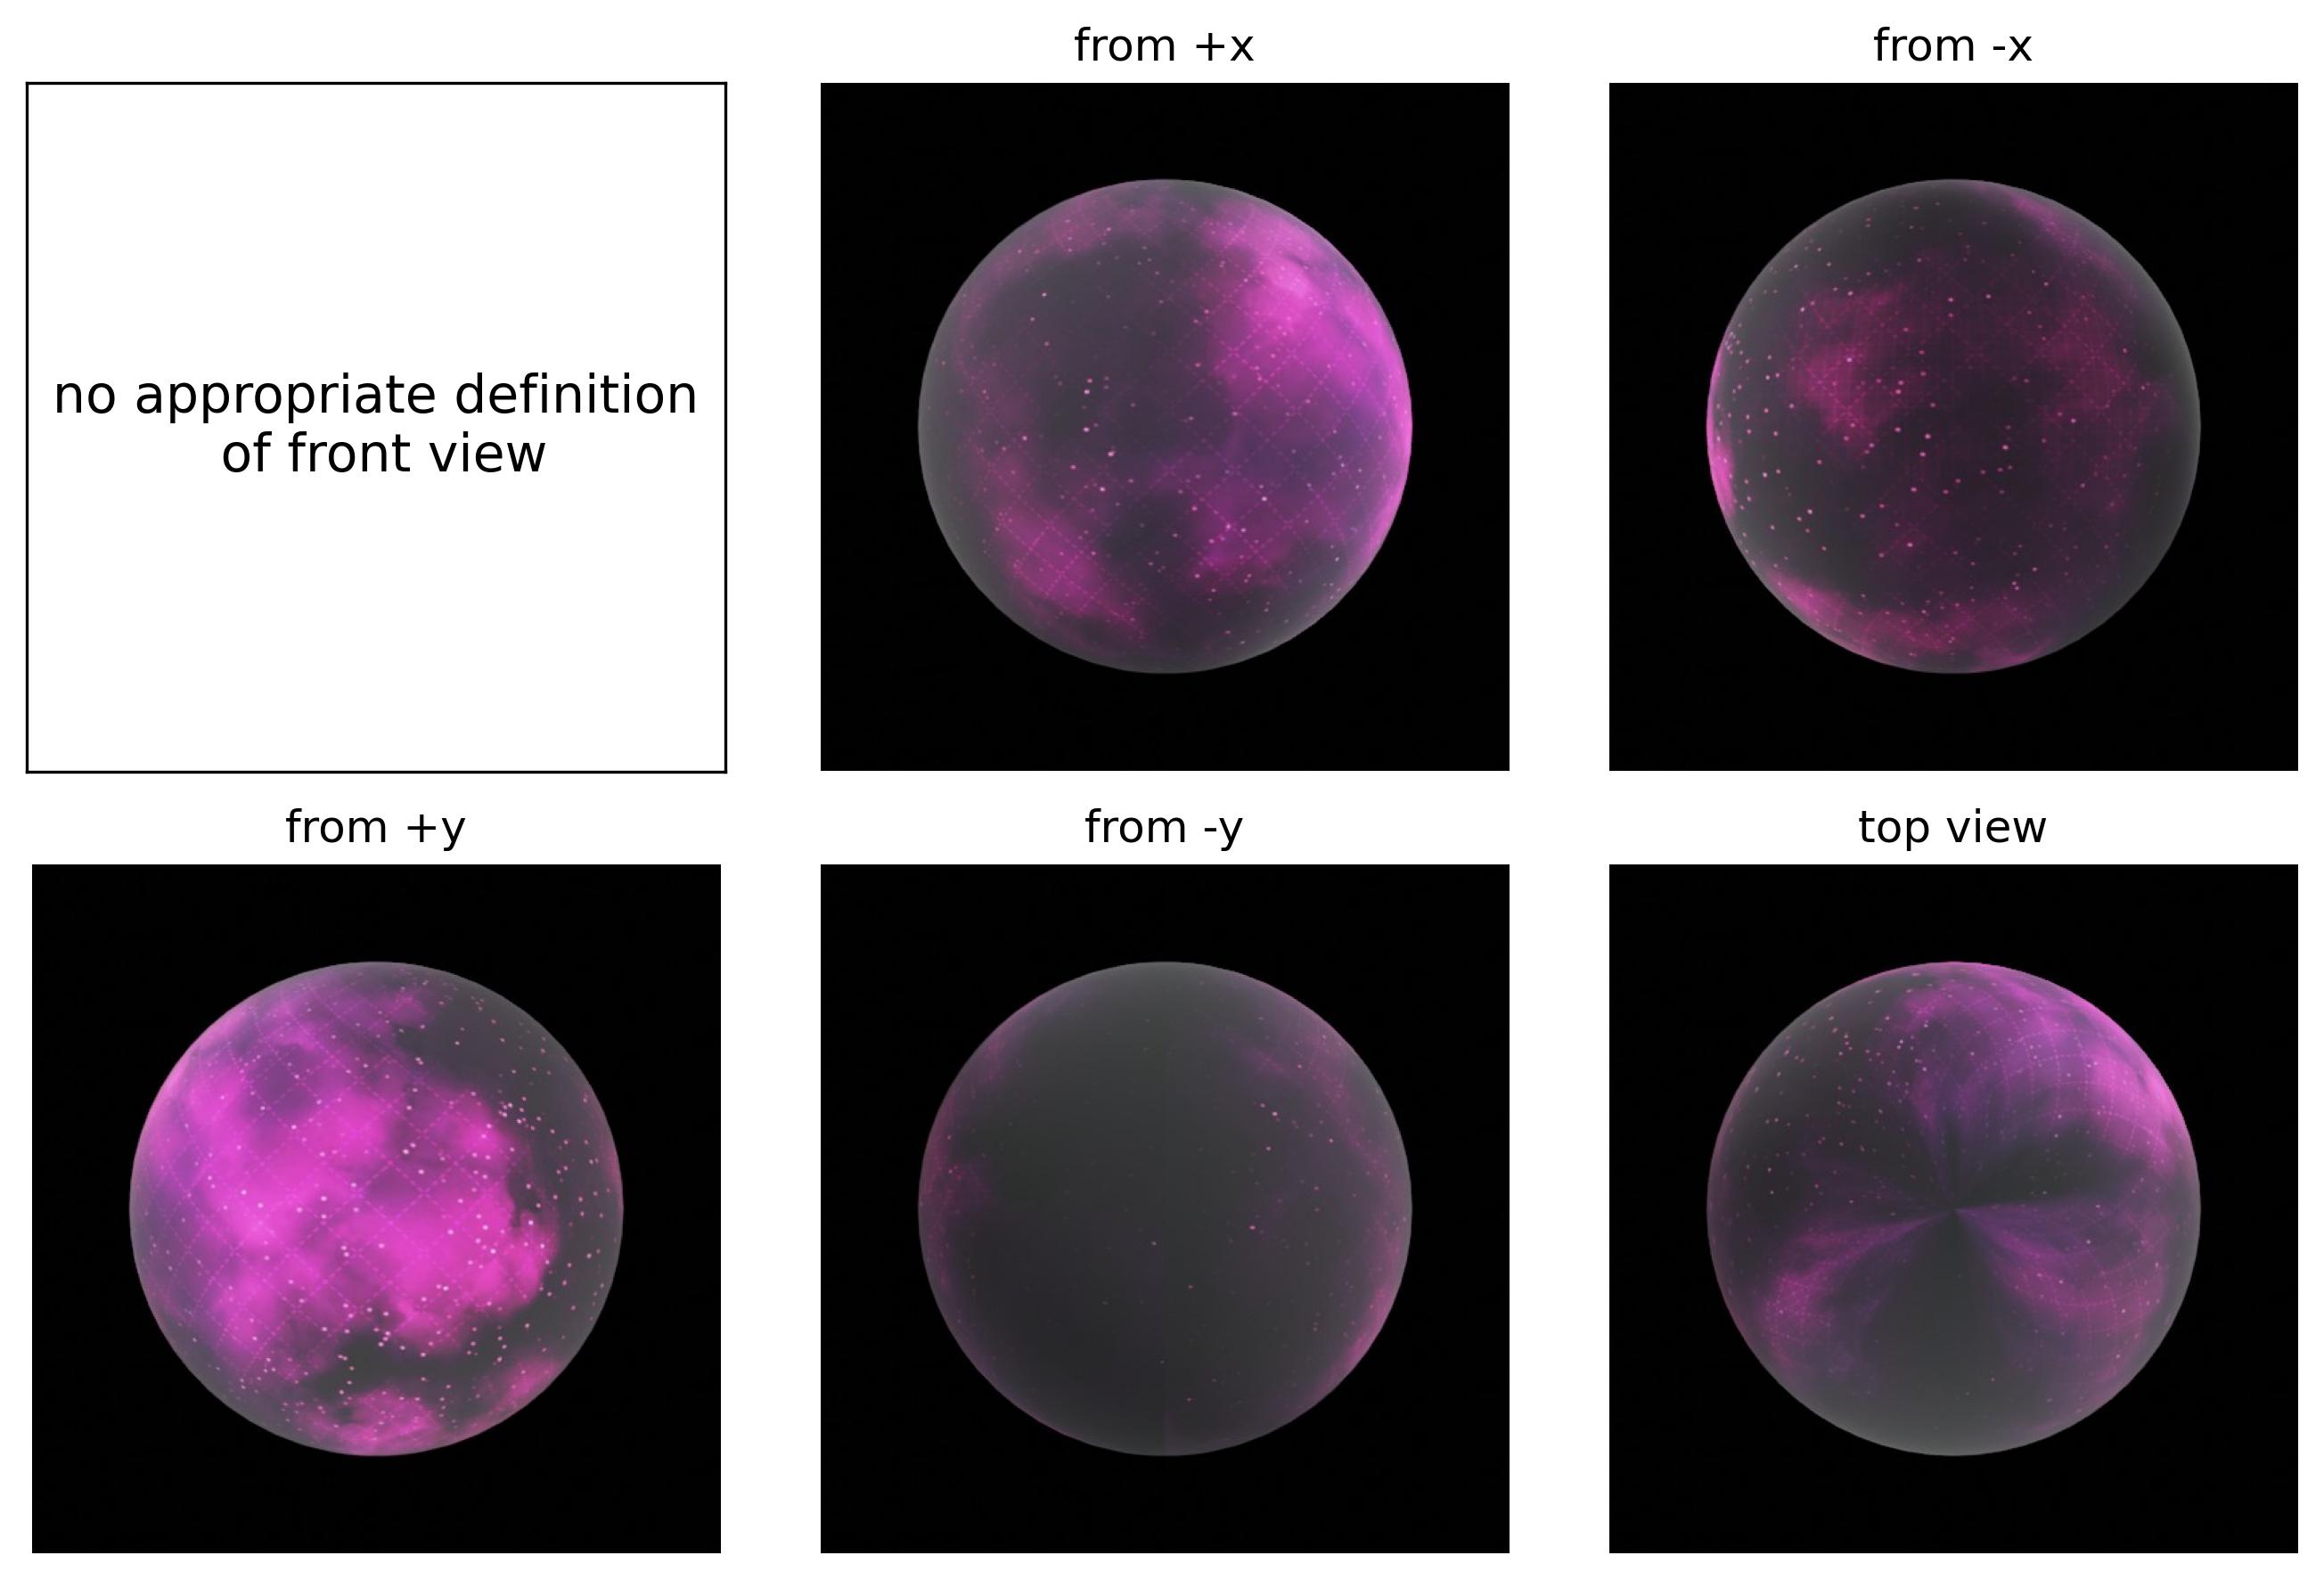 from +x
from -x
no appropriate definition
of front view
from +y
from -y
top view